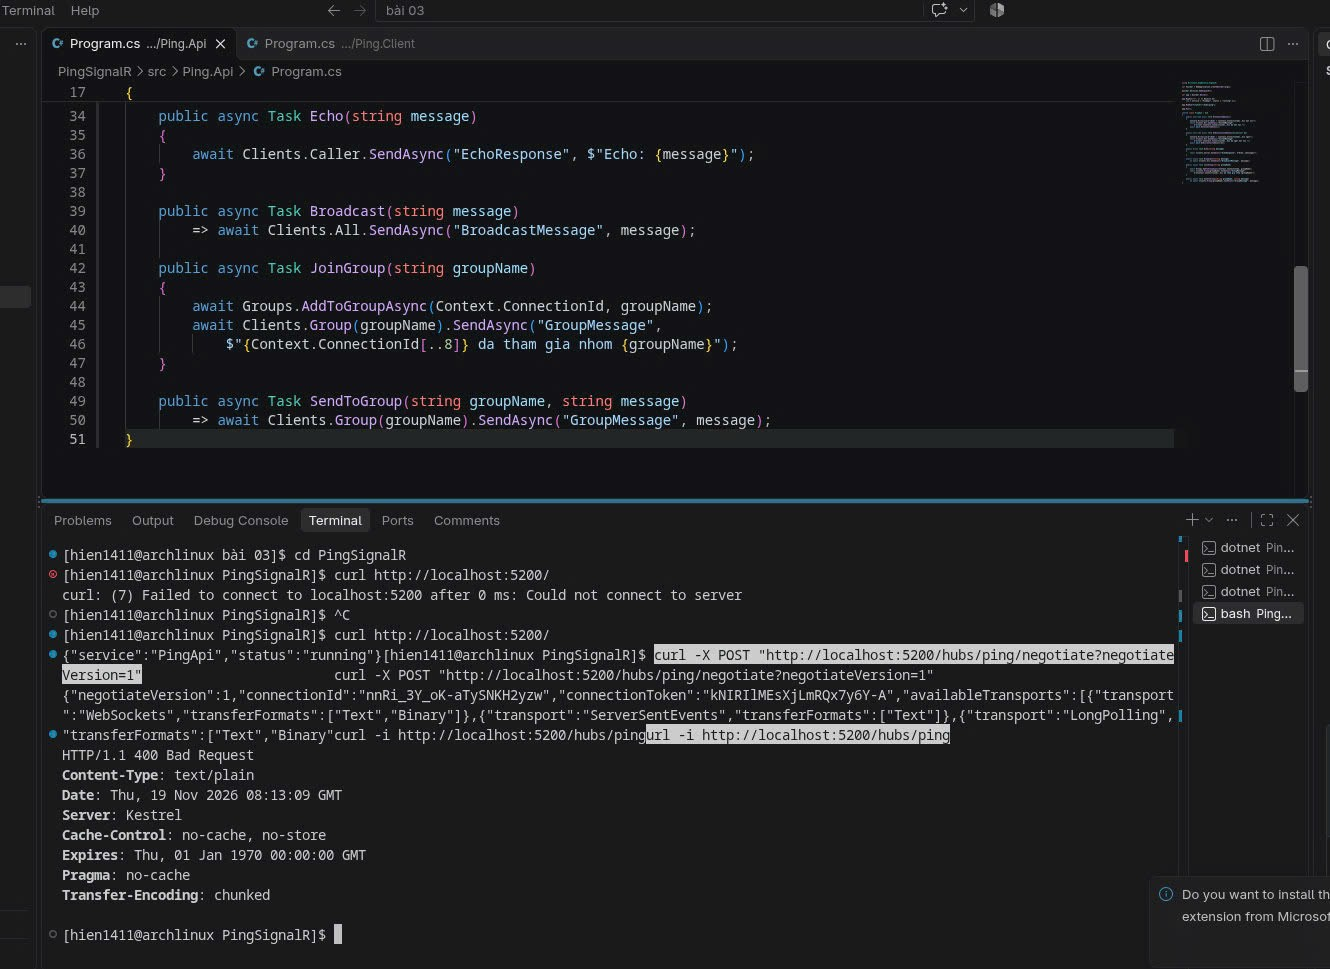 Terminal Help bài 03
Program.cs .../Ping.Api Program.cs .../Ping.Client
PingSignalR > src > Ping.Api > Program.cs
17 {
34 public async Task Echo(string message)
35 {
36 await Clients.Caller.SendAsync("EchoResponse", $"Echo: {message}");
37 }
38
39 public async Task Broadcast(string message)
40 => await Clients.All.SendAsync("BroadcastMessage", message);
41
42 public async Task JoinGroup(string groupName)
43 {
44 await Groups.AddToGroupAsync(Context.ConnectionId, groupName);
45 await Clients.Group(groupName).SendAsync("GroupMessage",
46 $"{Context.ConnectionId[..8]} da tham gia nhom {groupName}");
47 }
48
49 public async Task SendToGroup(string groupName, string message)
50 => await Clients.Group(groupName).SendAsync("GroupMessage", message);
51 }
Problems Output Debug Console Terminal Ports Comments
[hien1411@archlinux bài 03]$ cd PingSignalR
[hien1411@archlinux PingSignalR]$ curl http://localhost:5200/
curl: (7) Failed to connect to localhost:5200 after 0 ms: Could not connect to server
[hien1411@archlinux PingSignalR]$ ^C
[hien1411@archlinux PingSignalR]$ curl http://localhost:5200/
{"service":"PingApi","status":"running"}[hien1411@archlinux PingSignalR]$ curl -X POST "http://localhost:5200/hubs/ping/negotiate?negotiate
Version=1" curl -X POST "http://localhost:5200/hubs/ping/negotiate?negotiateVersion=1"
{"negotiateVersion":1,"connectionId":"nnRi_3Y_oK-aTySNKH2yzw","connectionToken":"kNIRIlMEsXjLmRQx7y6Y-A","availableTransports":[{"transport
":"WebSockets","transferFormats":["Text","Binary"]},{"transport":"ServerSentEvents","transferFormats":["Text"]},{"transport":"LongPolling",
"transferFormats":["Text","Binary"curl -i http://localhost:5200/hubs/pingurl -i http://localhost:5200/hubs/ping
HTTP/1.1 400 Bad Request
Content-Type: text/plain
Date: Thu, 19 Nov 2026 08:13:09 GMT
Server: Kestrel
Cache-Control: no-cache, no-store
Expires: Thu, 01 Jan 1970 00:00:00 GMT
Pragma: no-cache
Transfer-Encoding: chunked
[hien1411@archlinux PingSignalR]$
dotnet Pin...
dotnet Pin...
dotnet Pin...
bash Ping...
Do you want to install th
extension from Microsof